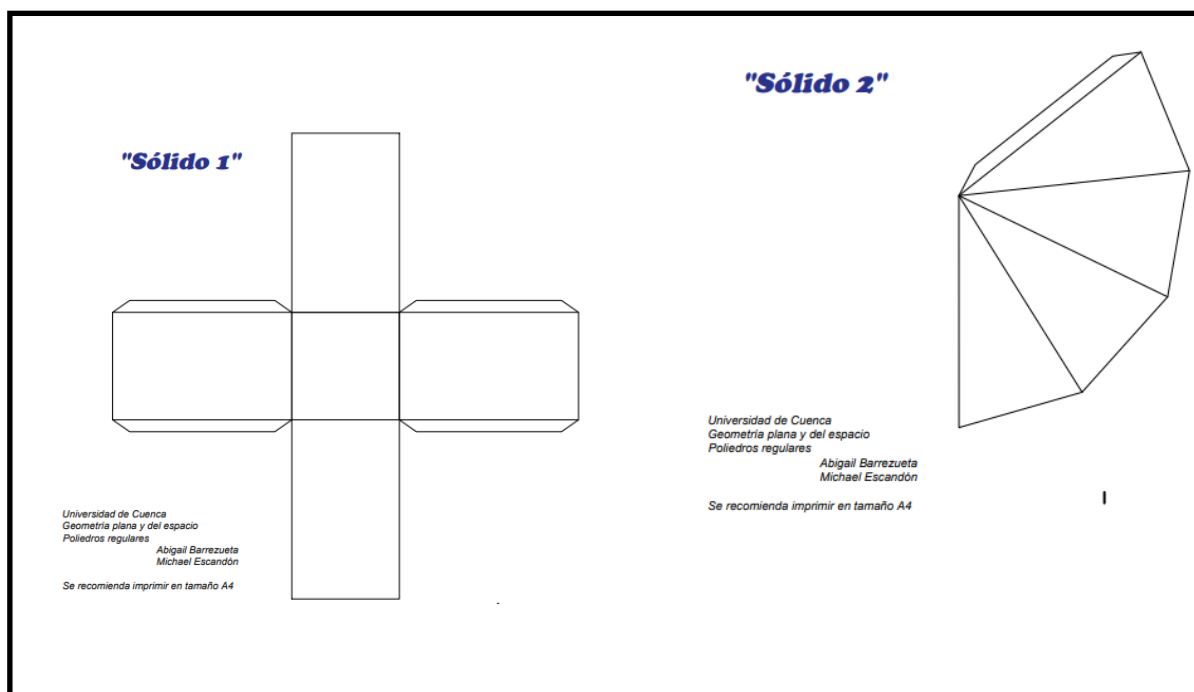 "Sólido 1"
Universidad de Cuenca
Geometría plana y del espacio
Poliedros regulares
Abigail Barrezueta
Michael Escandón
Se recomienda imprimir en tamaño A4
"Sólido 2"
Universidad de Cuenca
Geometría plana y del espacio
Poliedros regulares
Abigail Barrezueta
Michael Escandón
Se recomienda imprimir en tamaño A4